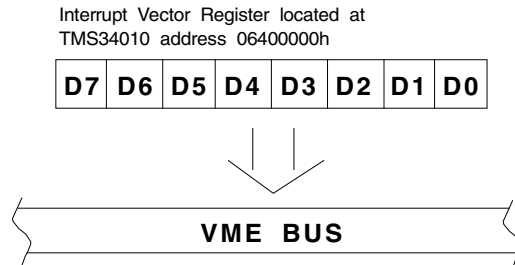 Interrupt Vector Register located at
TMS34010 address 06400000h
D7 D6 D5 D4 D3 D2 D1 D0
VME BUS